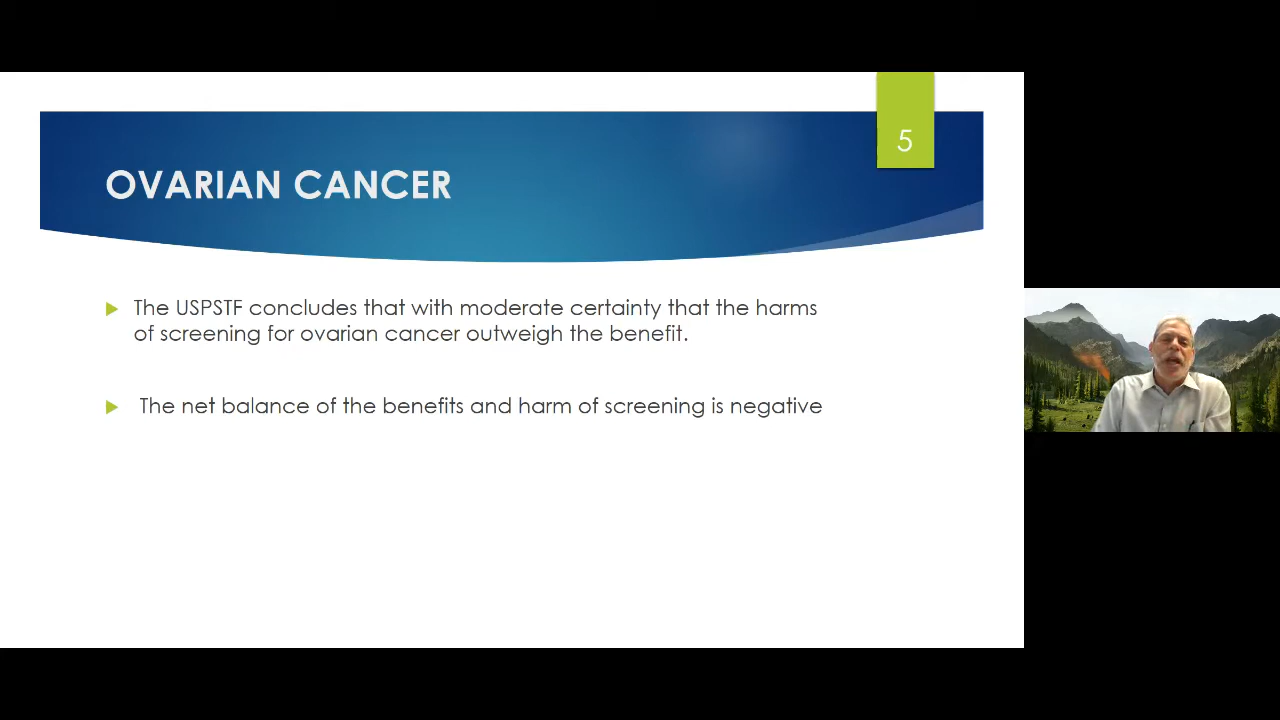 5
OVARIAN CANCER
The USPSTF concludes that with moderate certainty that the harms
of screening for ovarian cancer outweigh the benefit.
The net balance of the benefits and harm of screening is negative